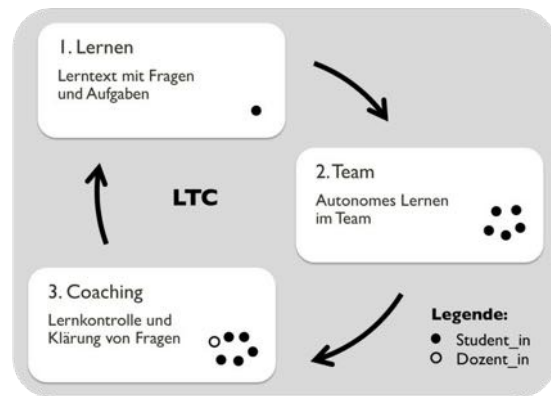 1. Lernen
Lerntext mit Fragen
und Aufgaben
2. Team
Autonomes Lernen
im Team
LTC
3. Coaching
Lernkontrolle und
Klärung von Fragen
Legende:
Student_in
Dozent_in